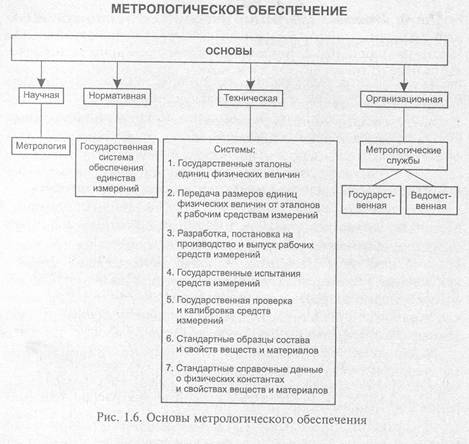 МЕТРОЛОГИЧЕСКОЕ ОБЕСПЕЧЕНИЕ
ОСНОВЫ
Научная
Нормативная
Техническая
Организационная
Метрология
Государственная
система
обеспечения
единства
измерений
Системы:
1. Государственные эталоны
единиц физических величин
2. Передача размеров единиц
физических величин от эталонов
к рабочим средствам измерений
3. Разработка, постановка на
производство и выпуск рабочих
средств измерений
4. Государственные испытания
средств измерений
5. Государственная проверка
и калибровка средств
измерений
6. Стандартные образцы состава
и свойств веществ и материалов
7. Стандартные справочные данные
о физических константах
и свойствах веществ и материалов
Метрологические
службы
Государст-
венная
Ведомст-
венная
Рис. 1.6. Основы метрологического обеспечения